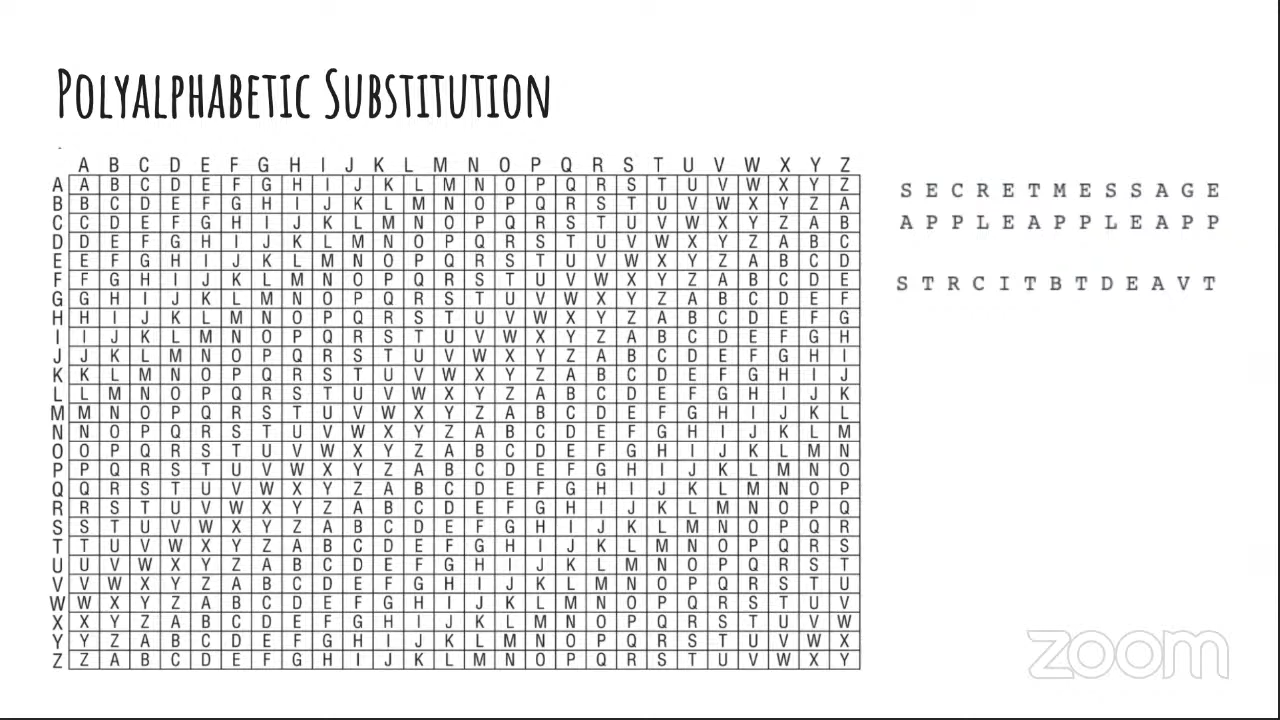 Polyalphabetic Substitution
A B C D E F G H I J K L M N O P Q R S T U V W X Y Z
A A B C D E F G H I J K L M N O P Q R S T U V W X Y Z
B B C D E F G H I J K L M N O P Q R S T U V W X Y Z A
C C D E F G H I J K L M N O P Q R S T U V W X Y Z A B
D D E F G H I J K L M N O P Q R S T U V W X Y Z A B C
E E F G H I J K L M N O P Q R S T U V W X Y Z A B C D
F F G H I J K L M N O P Q R S T U V W X Y Z A B C D E
G G H I J K L M N O P Q R S T U V W X Y Z A B C D E F
H H I J K L M N O P Q R S T U V W X Y Z A B C D E F G
I I J K L M N O P Q R S T U V W X Y Z A B C D E F G H
J J K L M N O P Q R S T U V W X Y Z A B C D E F G H I
K K L M N O P Q R S T U V W X Y Z A B C D E F G H I J
L L M N O P Q R S T U V W X Y Z A B C D E F G H I J K
M M N O P Q R S T U V W X Y Z A B C D E F G H I J K L
N N O P Q R S T U V W X Y Z A B C D E F G H I J K L M
O O P Q R S T U V W X Y Z A B C D E F G H I J K L M N
P P Q R S T U V W X Y Z A B C D E F G H I J K L M N O
Q Q R S T U V W X Y Z A B C D E F G H I J K L M N O P
R R S T U V W X Y Z A B C D E F G H I J K L M N O P Q
S S T U V W X Y Z A B C D E F G H I J K L M N O P Q R
T T U V W X Y Z A B C D E F G H I J K L M N O P Q R S
U U V W X Y Z A B C D E F G H I J K L M N O P Q R S T
V V W X Y Z A B C D E F G H I J K L M N O P Q R S T U
W W X Y Z A B C D E F G H I J K L M N O P Q R S T U V
X X Y Z A B C D E F G H I J K L M N O P Q R S T U V W
Y Y Z A B C D E F G H I J K L M N O P Q R S T U V W X
Z Z A B C D E F G H I J K L M N O P Q R S T U V W X Y
S E C R E T M E S S A G E
A P P L E A P P L E A P P
S T R C I T B T D E A V T
zoom